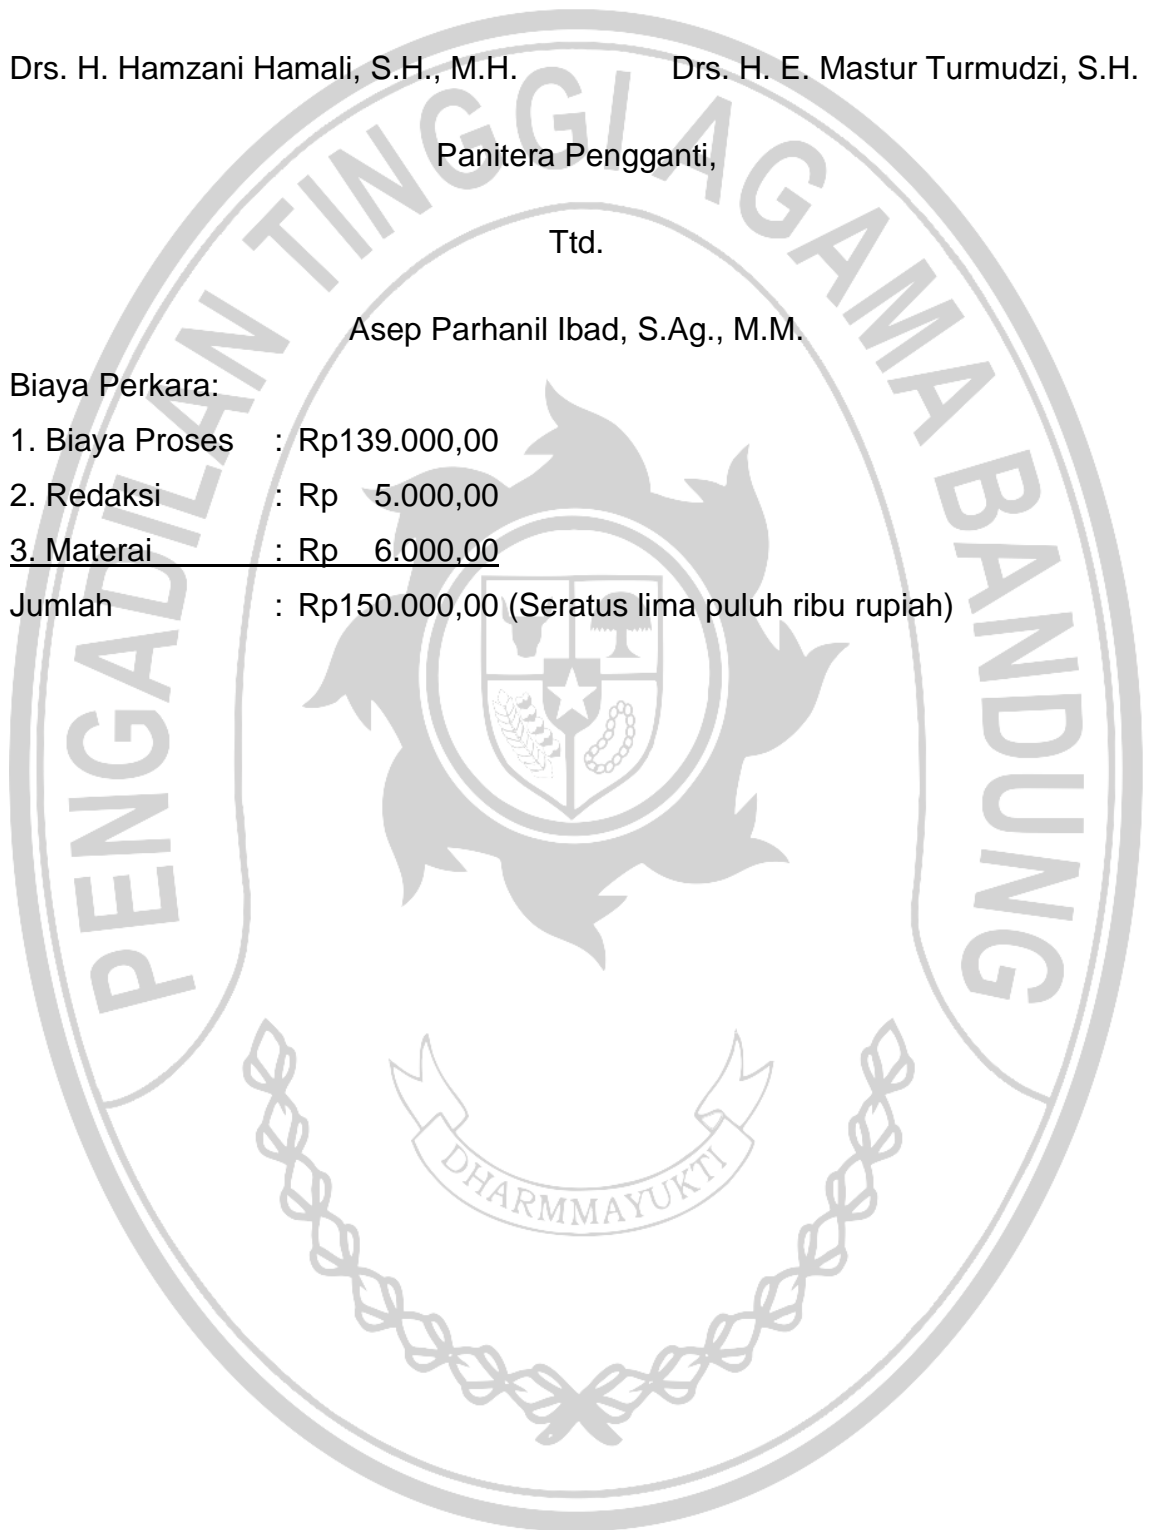 Drs. H. Hamzani Hamali, S.H., M.H. Drs. H. E. Mastur Turmudzi, S.H.
Panitera Pengganti,
Ttd.
Asep Parhanil Ibad, S.Ag., M.M.
Biaya Perkara:
1. Biaya Proses : Rp139.000,00
2. Redaksi : Rp 5.000,00
3. Materai : Rp 6.000,00
Jumlah : Rp150.000,00 (Seratus lima puluh ribu rupiah)
PENGADILAN TINGGI AGAMA BANDUNG
DHARMMAYUKTI